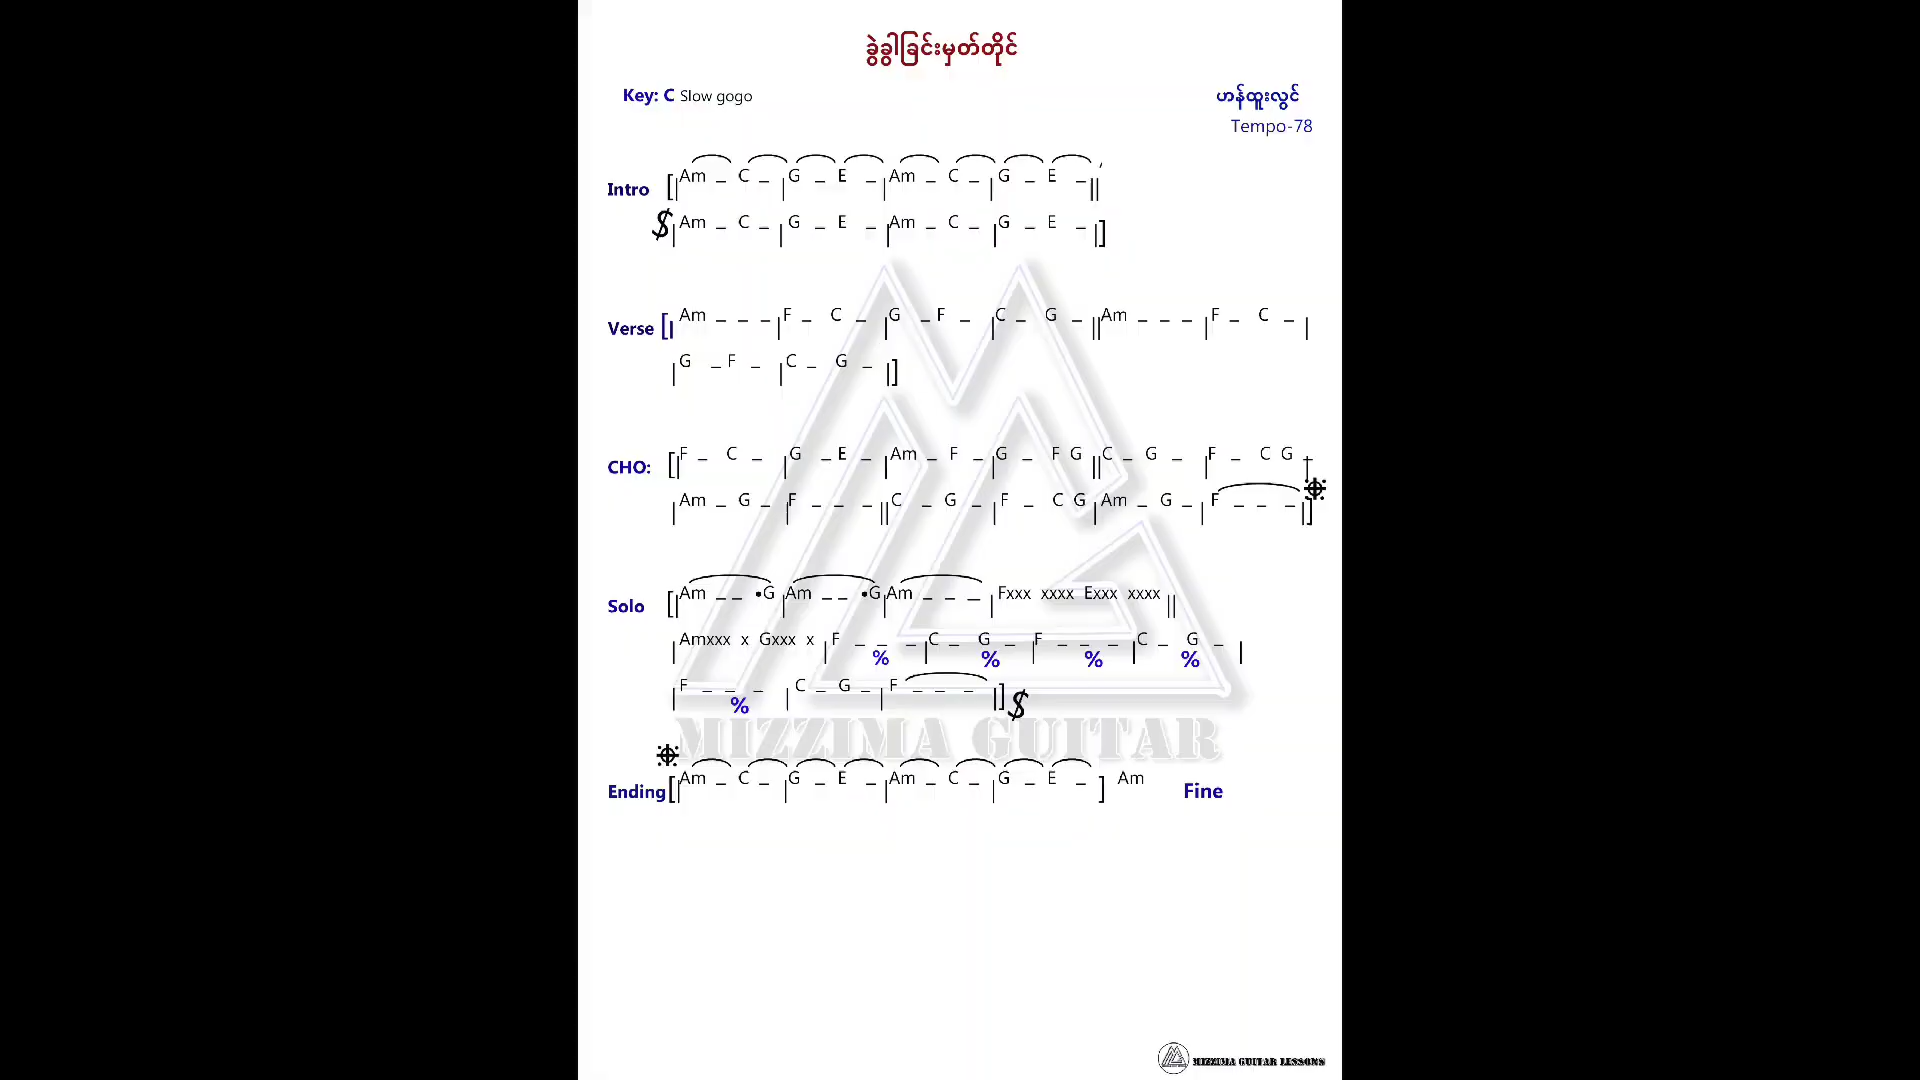 ခွဲခွါခြင်းမှတ်တိုင်
Key: C Slow gogo
ဟန်ထူးလွင်
Tempo-78
Intro [|Am _ C _ |G _ E _ |Am _ C _ |G _ E _ ||
$ |Am _ C _ |G _ E _ |Am _ C _ |G _ E _ |]
Verse [|Am _ _ _ |F _ C _ |G _ F _ |C _ G _ ||Am _ _ _ |F _ C _ |
|G _ F _ |C _ G _ |]
CHO: [|F _ C _ |G _ E _ |Am _ F _ |G _ F G ||C _ G _ |F _ C G |
|Am _ G _ |F _ _ _ ||C _ G _ |F _ C G |Am _ G _ |F _ _ _ |]
Solo [|Am _ _ •G |Am _ _ •G |Am _ _ _ |Fxxx xxxx Exxx xxxx ||
|Amxxx x Gxxx x |F _ _ _ |C _ G _ |F _ _ _ |C _ G _ |
% % % %
|F _ _ _ |C _ G _ |F _ _ _ |] $
%
MIZZIMA GUITAR
Ending [|Am _ C _ |G _ E _ |Am _ C _ |G _ E _ ] Am Fine
MIZZIMA GUITAR LESSONS